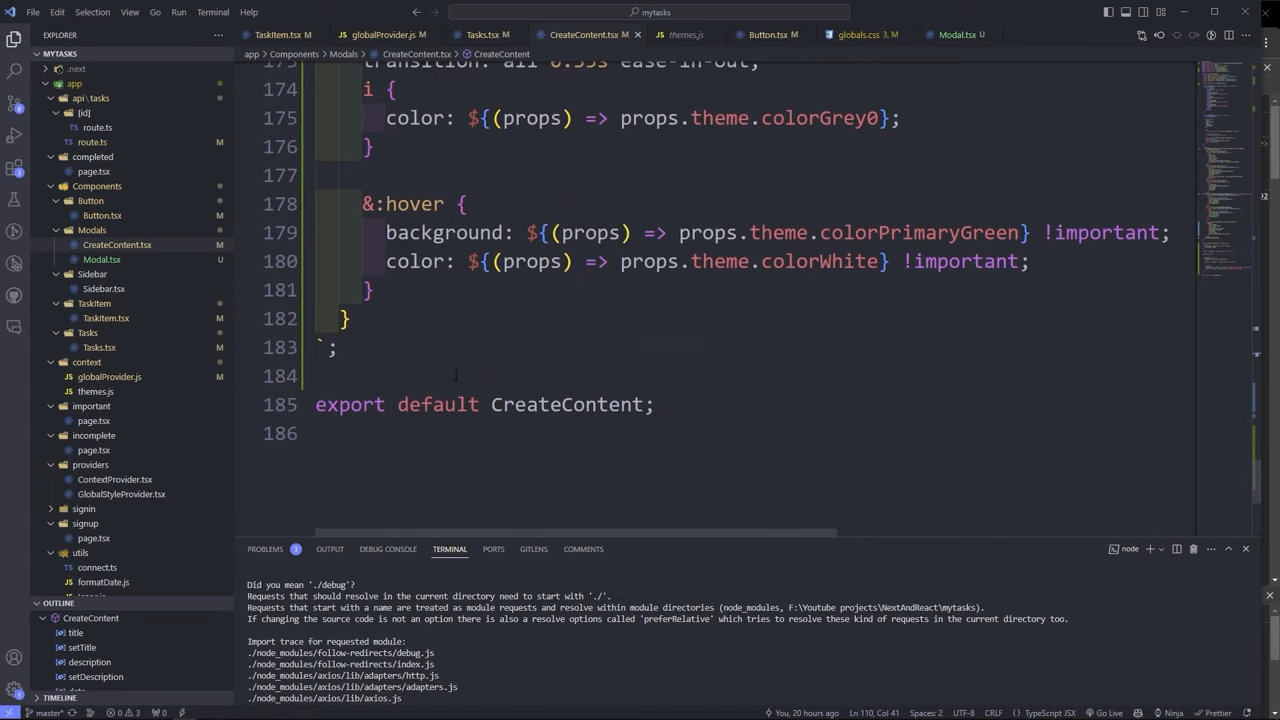 File Edit Selection View Go Run Terminal Help
mytasks
EXPLORER
TaskItem.tsx M
globalProvider.js M
Tasks.tsx M
CreateContent.tsx M
themes.js
Button.tsx M
globals.css 3, M
Modal.tsx U
app > Components > Modals > CreateContent.tsx > CreateContent
MYTASKS
.next
app
api\tasks
[id]
route.ts
route.ts M
completed
page.tsx
Components
Button
Button.tsx M
Modals
CreateContent.tsx M
Modal.tsx U
Sidebar
Sidebar.tsx
TaskItem
TaskItem.tsx M
Tasks
Tasks.tsx M
context
globalProvider.js M
themes.js
important
page.tsx
incomplete
page.tsx
providers
ContextProvider.tsx
GlobalStyleProvider.tsx
signin
signup
page.tsx
utils
connect.ts
formatDate.js
OUTLINE
CreateContent
title
setTitle
description
setDescription
TIMELINE
173 transition: all 0.35s ease-in-out;
174 i {
175 color: ${(props) => props.theme.colorGrey0};
176 }
177
178 &:hover {
179 background: ${(props) => props.theme.colorPrimaryGreen} !important;
180 color: ${(props) => props.theme.colorWhite} !important;
181 }
182 }
183 `;
184
185 export default CreateContent;
186
PROBLEMS 3 OUTPUT DEBUG CONSOLE TERMINAL PORTS GITLENS COMMENTS
node
Did you mean './debug'?
Requests that should resolve in the current directory need to start with './'.
Requests that start with a name are treated as module requests and resolve within module directories (node_modules, F:\Youtube projects\NextAndReact\mytasks).
If changing the source code is not an option there is also a resolve options called 'preferRelative' which tries to resolve these kind of requests in the current directory too.
Import trace for requested module:
./node_modules/follow-redirects/debug.js
./node_modules/follow-redirects/index.js
./node_modules/axios/lib/adapters/http.js
./node_modules/axios/lib/adapters/adapters.js
./node_modules/axios/lib/axios.js
master* 0 3 0 You, 20 hours ago Ln 110, Col 41 Spaces: 2 UTF-8 CRLF TypeScript JSX Go Live Ninja Prettier